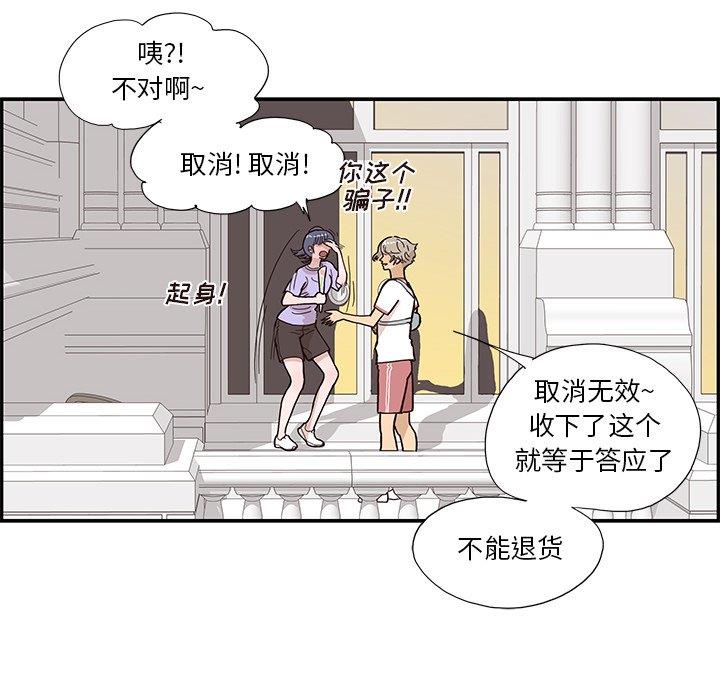 咦?!
不对啊~
取消! 取消!
你这个
骗子!!
起身!
取消无效~
收下了这个
就等于答应了
不能退货